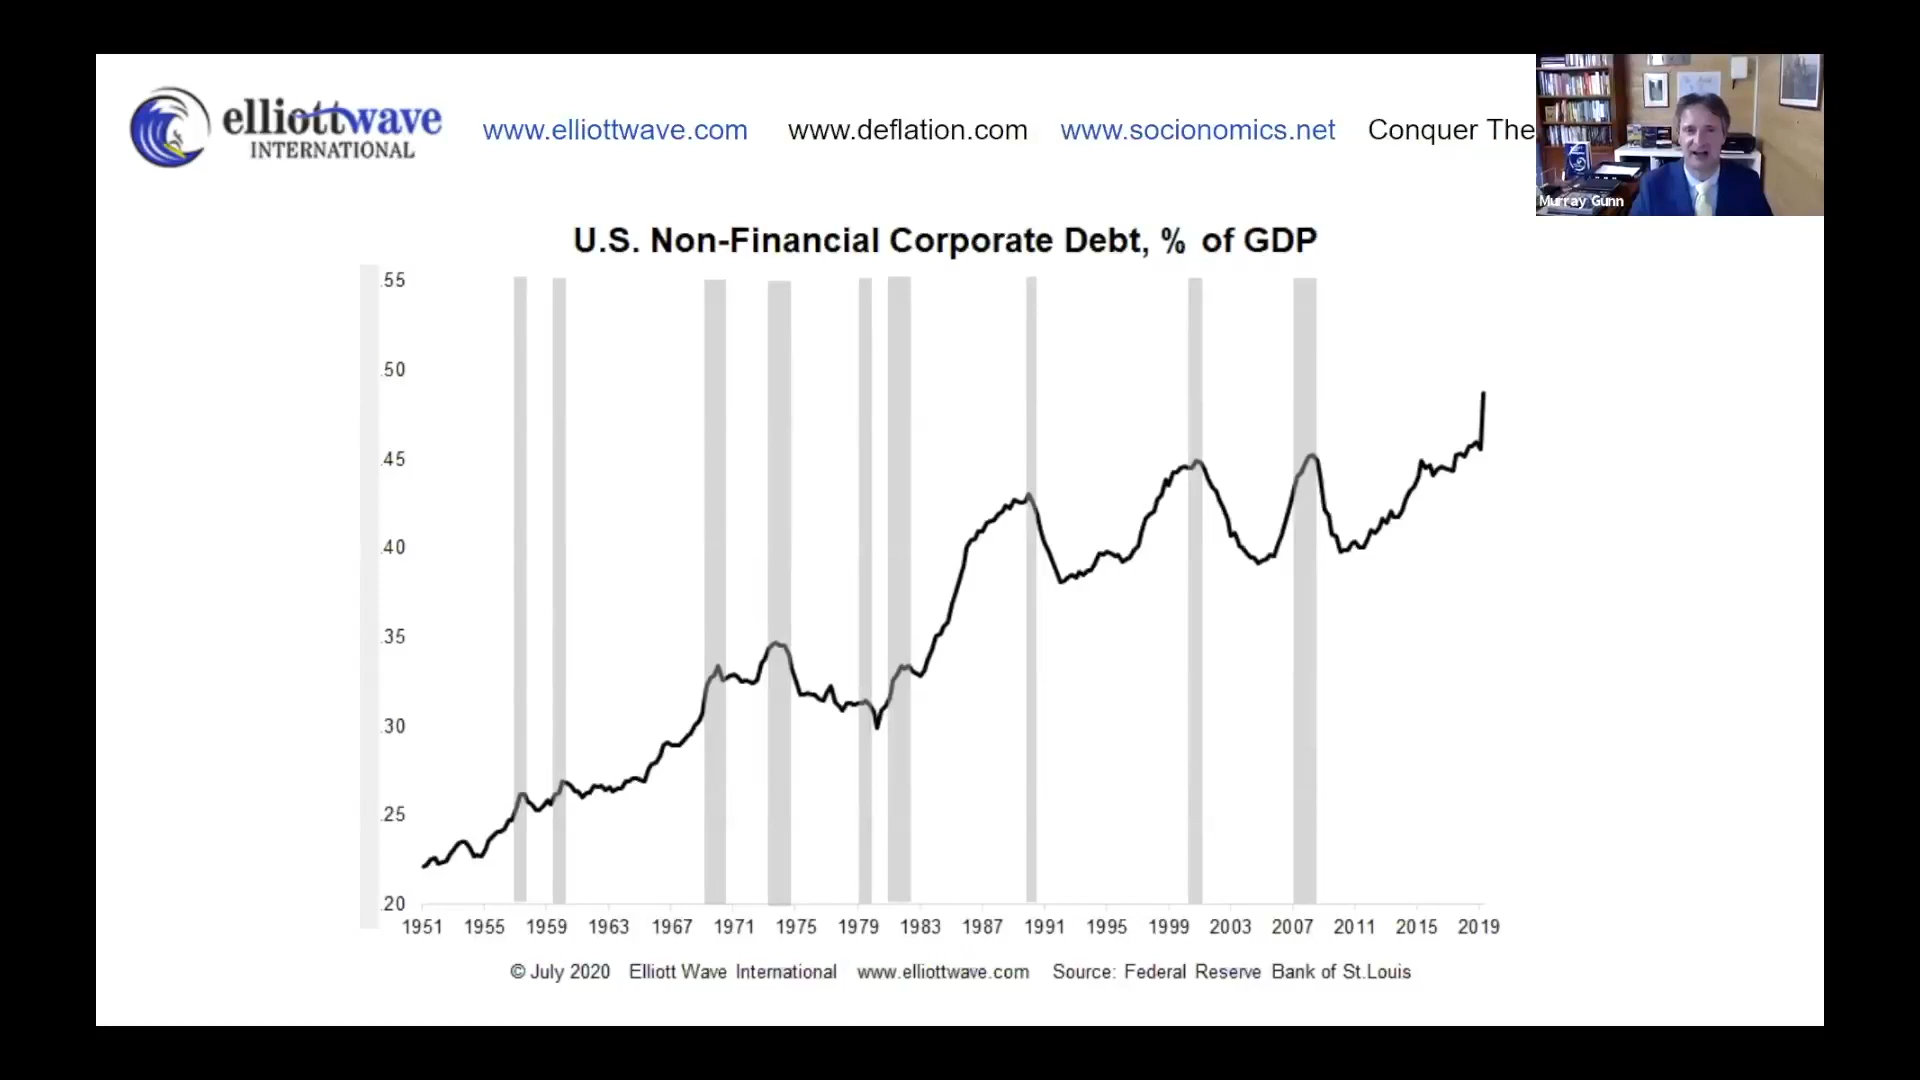 elliottwave
INTERNATIONAL
www.elliottwave.com www.deflation.com www.socionomics.net Conquer The
Murray Gunn
U.S. Non-Financial Corporate Debt, % of GDP
.55
.50
.45
.40
.35
.30
.25
.20
1951 1955 1959 1963 1967 1971 1975 1979 1983 1987 1991 1995 1999 2003 2007 2011 2015 2019
© July 2020 Elliott Wave International www.elliottwave.com Source: Federal Reserve Bank of St.Louis